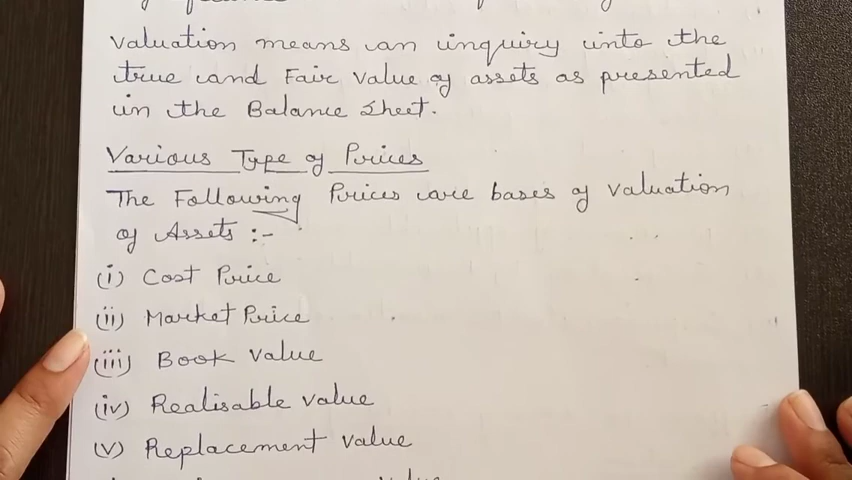 Valuation means an inquiry into the
true and Fair Value of assets as presented
in the Balance Sheet.
Various Type of Prices
The Following Prices are bases of Valuation
of Assets :-
(i) Cost Price
(ii) Market Price
(iii) Book Value
(iv) Realisable Value
(v) Replacement Value